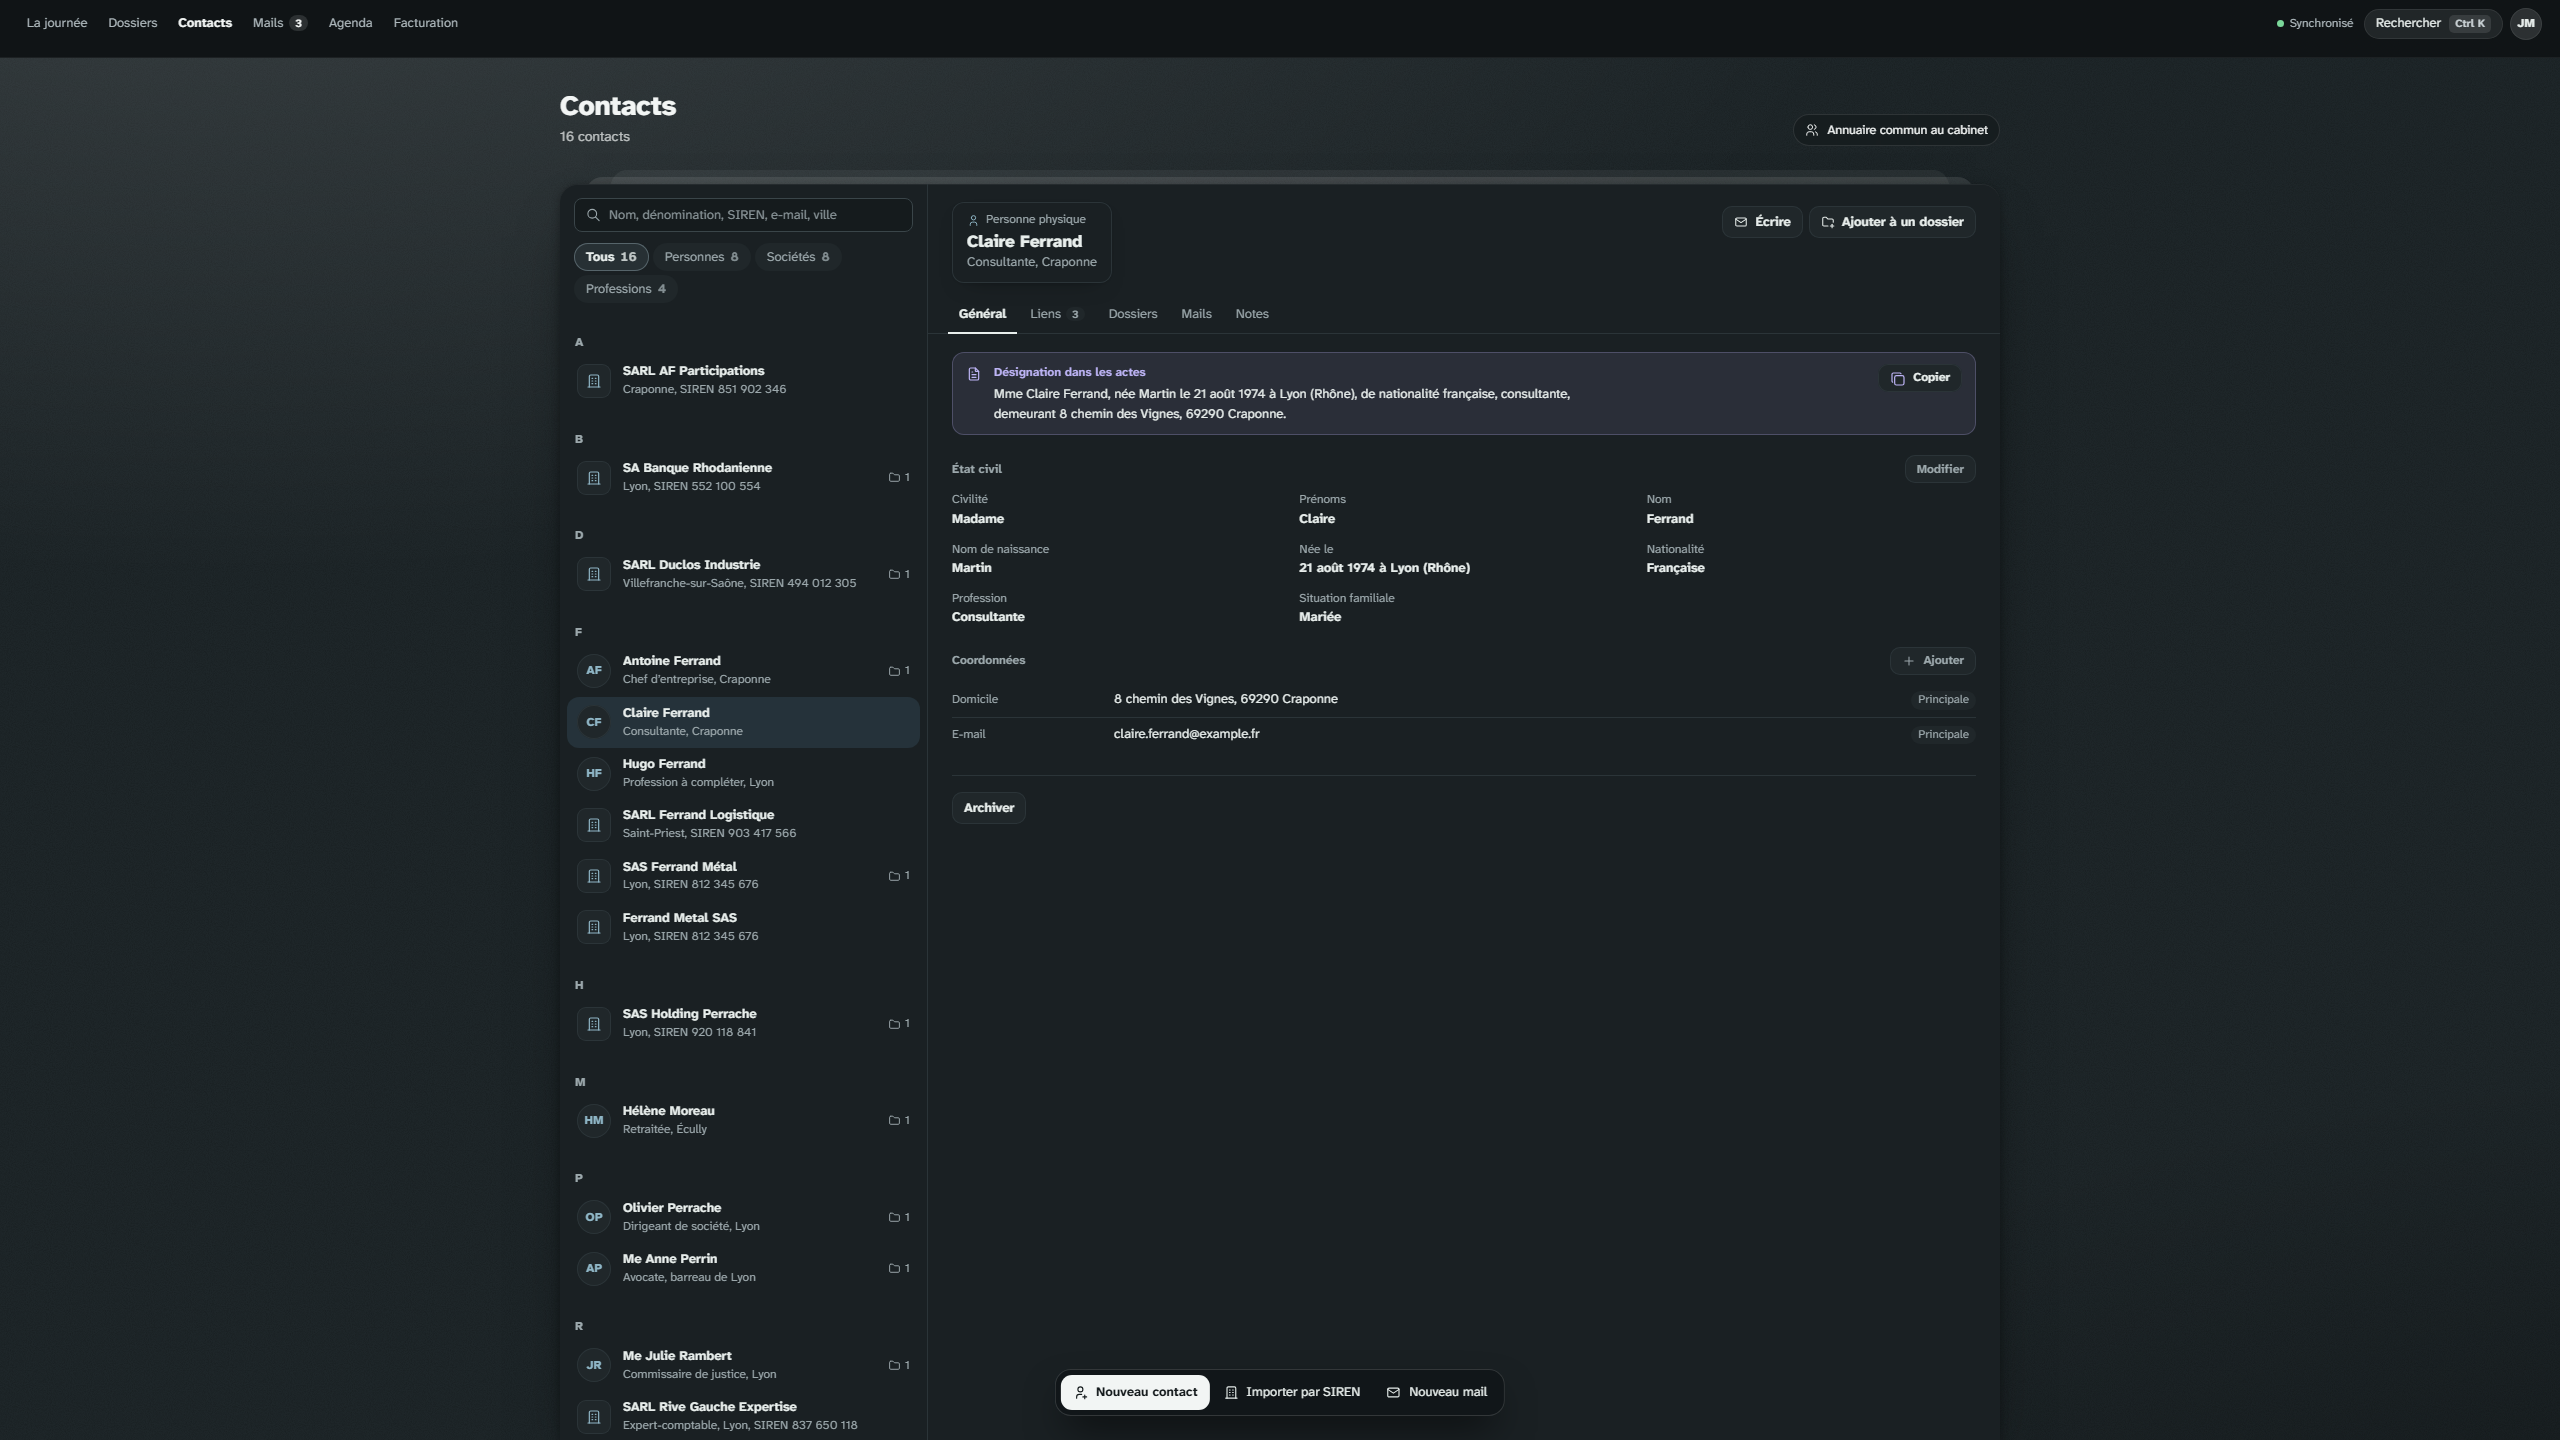 La journée
Dossiers
Contacts
Mails 3
Agenda
Facturation
Synchronisé
Rechercher Ctrl K
JM
Contacts
16 contacts
Annuaire commun au cabinet
Nom, dénomination, SIREN, e-mail, ville
Tous 16
Personnes 8
Sociétés 8
Professions 4
A
SARL AF Participations
Craponne, SIREN 851 902 346
B
SA Banque Rhodanienne
Lyon, SIREN 552 100 554
1
D
SARL Duclos Industrie
Villefranche-sur-Saône, SIREN 494 012 305
1
F
AF
Antoine Ferrand
Chef d'entreprise, Craponne
1
CF
Claire Ferrand
Consultante, Craponne
HF
Hugo Ferrand
Profession à compléter, Lyon
SARL Ferrand Logistique
Saint-Priest, SIREN 903 417 566
SAS Ferrand Métal
Lyon, SIREN 812 345 676
1
Ferrand Metal SAS
Lyon, SIREN 812 345 676
H
SAS Holding Perrache
Lyon, SIREN 920 118 841
1
M
HM
Hélène Moreau
Retraitée, Écully
1
P
OP
Olivier Perrache
Dirigeant de société, Lyon
1
AP
Me Anne Perrin
Avocate, barreau de Lyon
1
R
JR
Me Julie Rambert
Commissaire de justice, Lyon
1
SARL Rive Gauche Expertise
Expert-comptable, Lyon, SIREN 837 650 118
Personne physique
Claire Ferrand
Consultante, Craponne
Écrire
Ajouter à un dossier
Général
Liens 3
Dossiers
Mails
Notes
Désignation dans les actes
Mme Claire Ferrand, née Martin le 21 août 1974 à Lyon (Rhône), de nationalité française, consultante,
demeurant 8 chemin des Vignes, 69290 Craponne.
Copier
État civil
Modifier
Civilité
Madame
Prénoms
Claire
Nom
Ferrand
Nom de naissance
Martin
Née le
21 août 1974 à Lyon (Rhône)
Nationalité
Française
Profession
Consultante
Situation familiale
Mariée
Coordonnées
Ajouter
Domicile
8 chemin des Vignes, 69290 Craponne
Principale
E-mail
claire.ferrand@example.fr
Principale
Archiver
Nouveau contact
Importer par SIREN
Nouveau mail